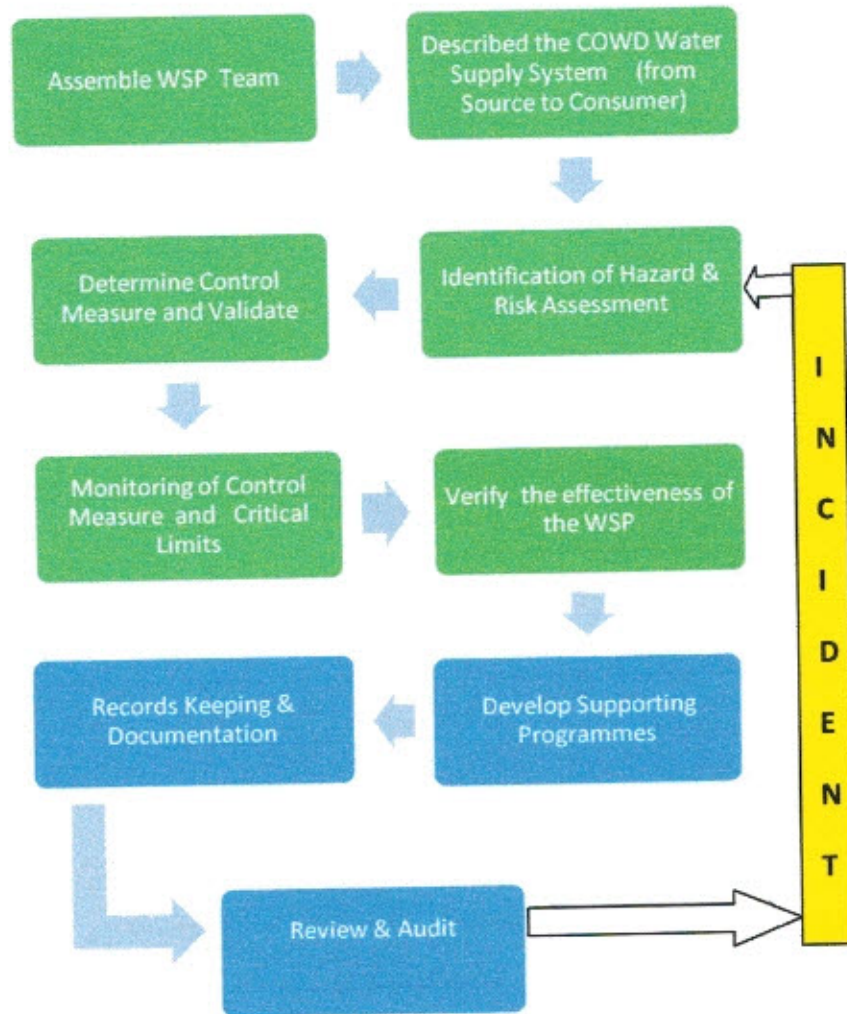 Assemble WSP Team
Described the COWD Water
Supply System (from
Source to Consumer)
Identification of Hazard &
Risk Assessment
Determine Control
Measure and Validate
Monitoring of Control
Measure and Critical
Limits
Verify the effectiveness of
the WSP
Develop Supporting
Programmes
Records Keeping &
Documentation
Review & Audit
INCIDENT